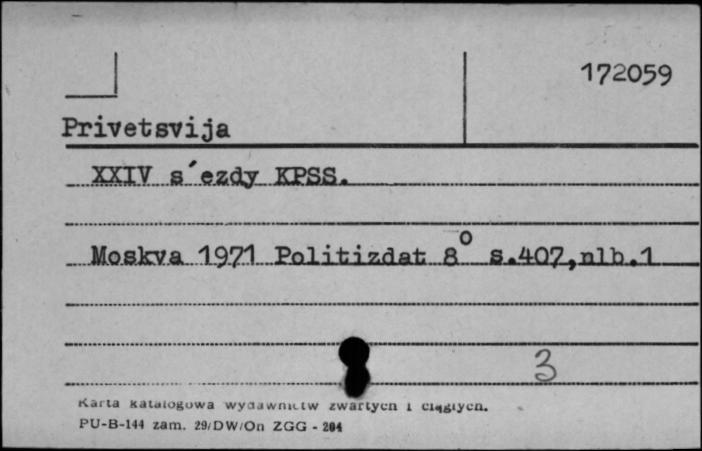 172059
Privetsvija
XXIV s´ezdy KPSS.
Moskva 1971 Politizdat 8° s.407,nlb.1
3
Karta katalogowa wydawnictw zwartych i ciągłych.
PU-B-144 zam. 29/DW/On ZGG - 204